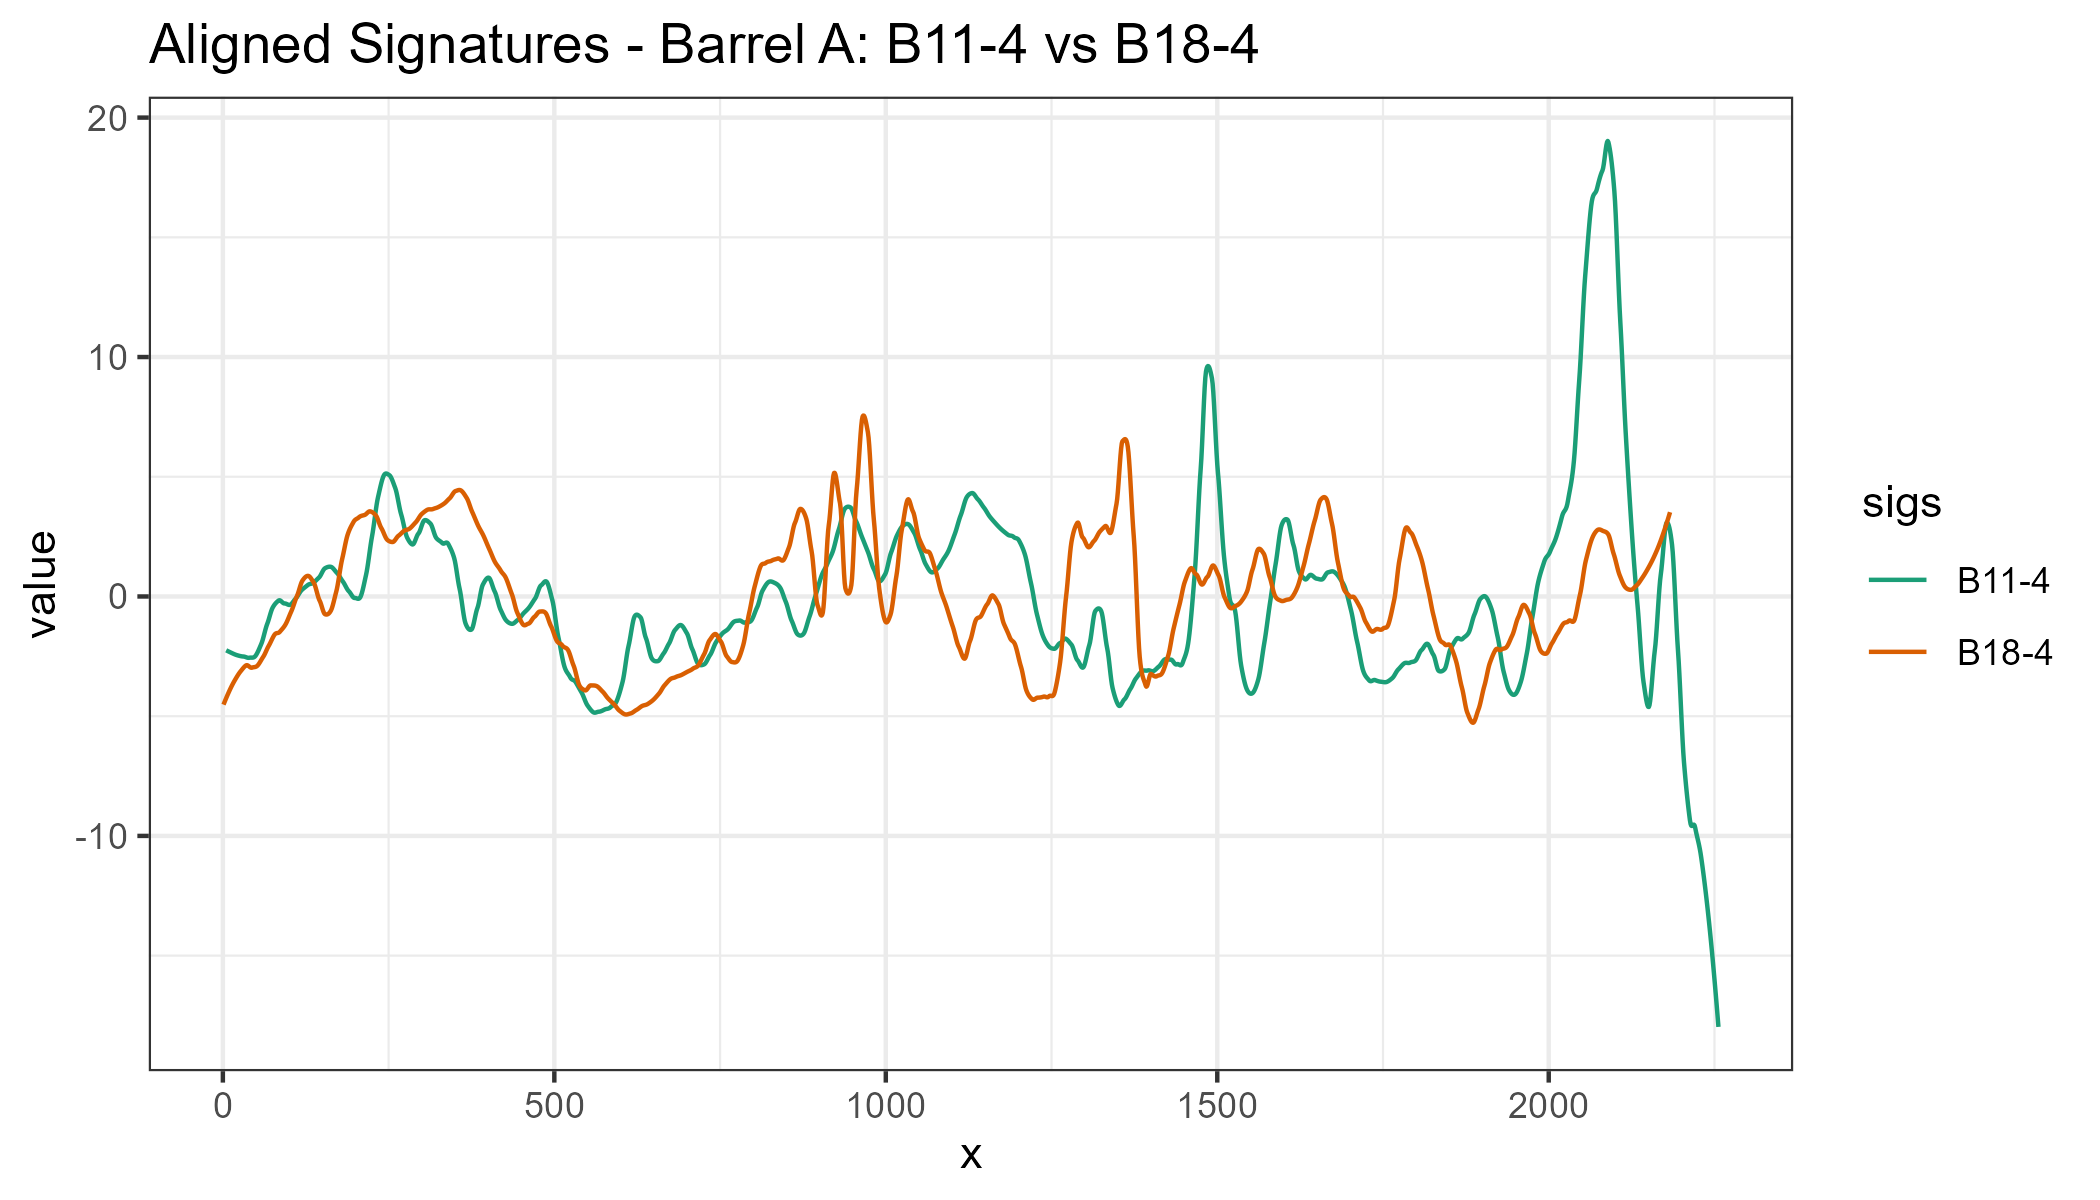 Aligned Signatures - Barrel A: B11-4 vs B18-4
20
10
0
-10
value
0 500 1000 1500 2000
x
sigs
B11-4
B18-4